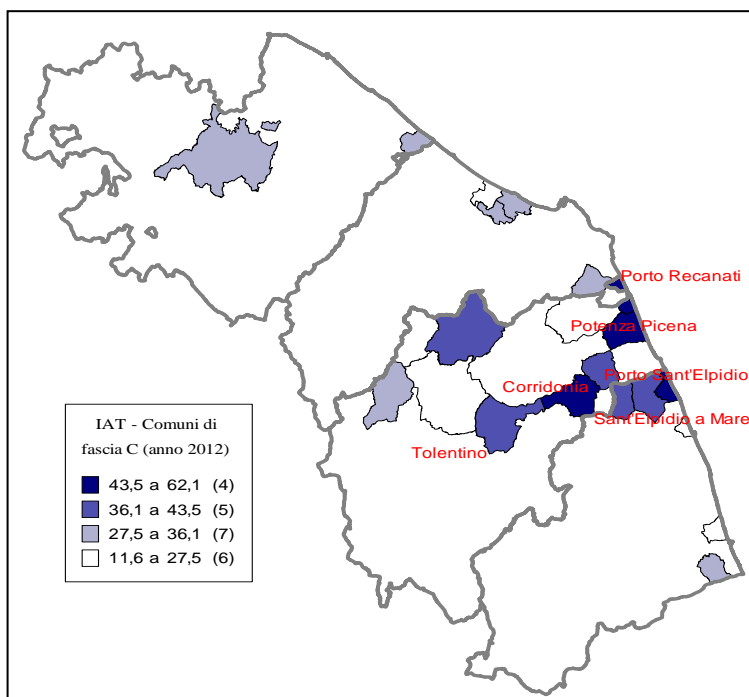 Porto Recanati
Potenza Picena
Porto Sant'Elpidio
Corridonia
Sant'Elpidio a Mare
Tolentino
IAT - Comuni di
fascia C (anno 2012)
43,5 a 62,1 (4)
36,1 a 43,5 (5)
27,5 a 36,1 (7)
11,6 a 27,5 (6)